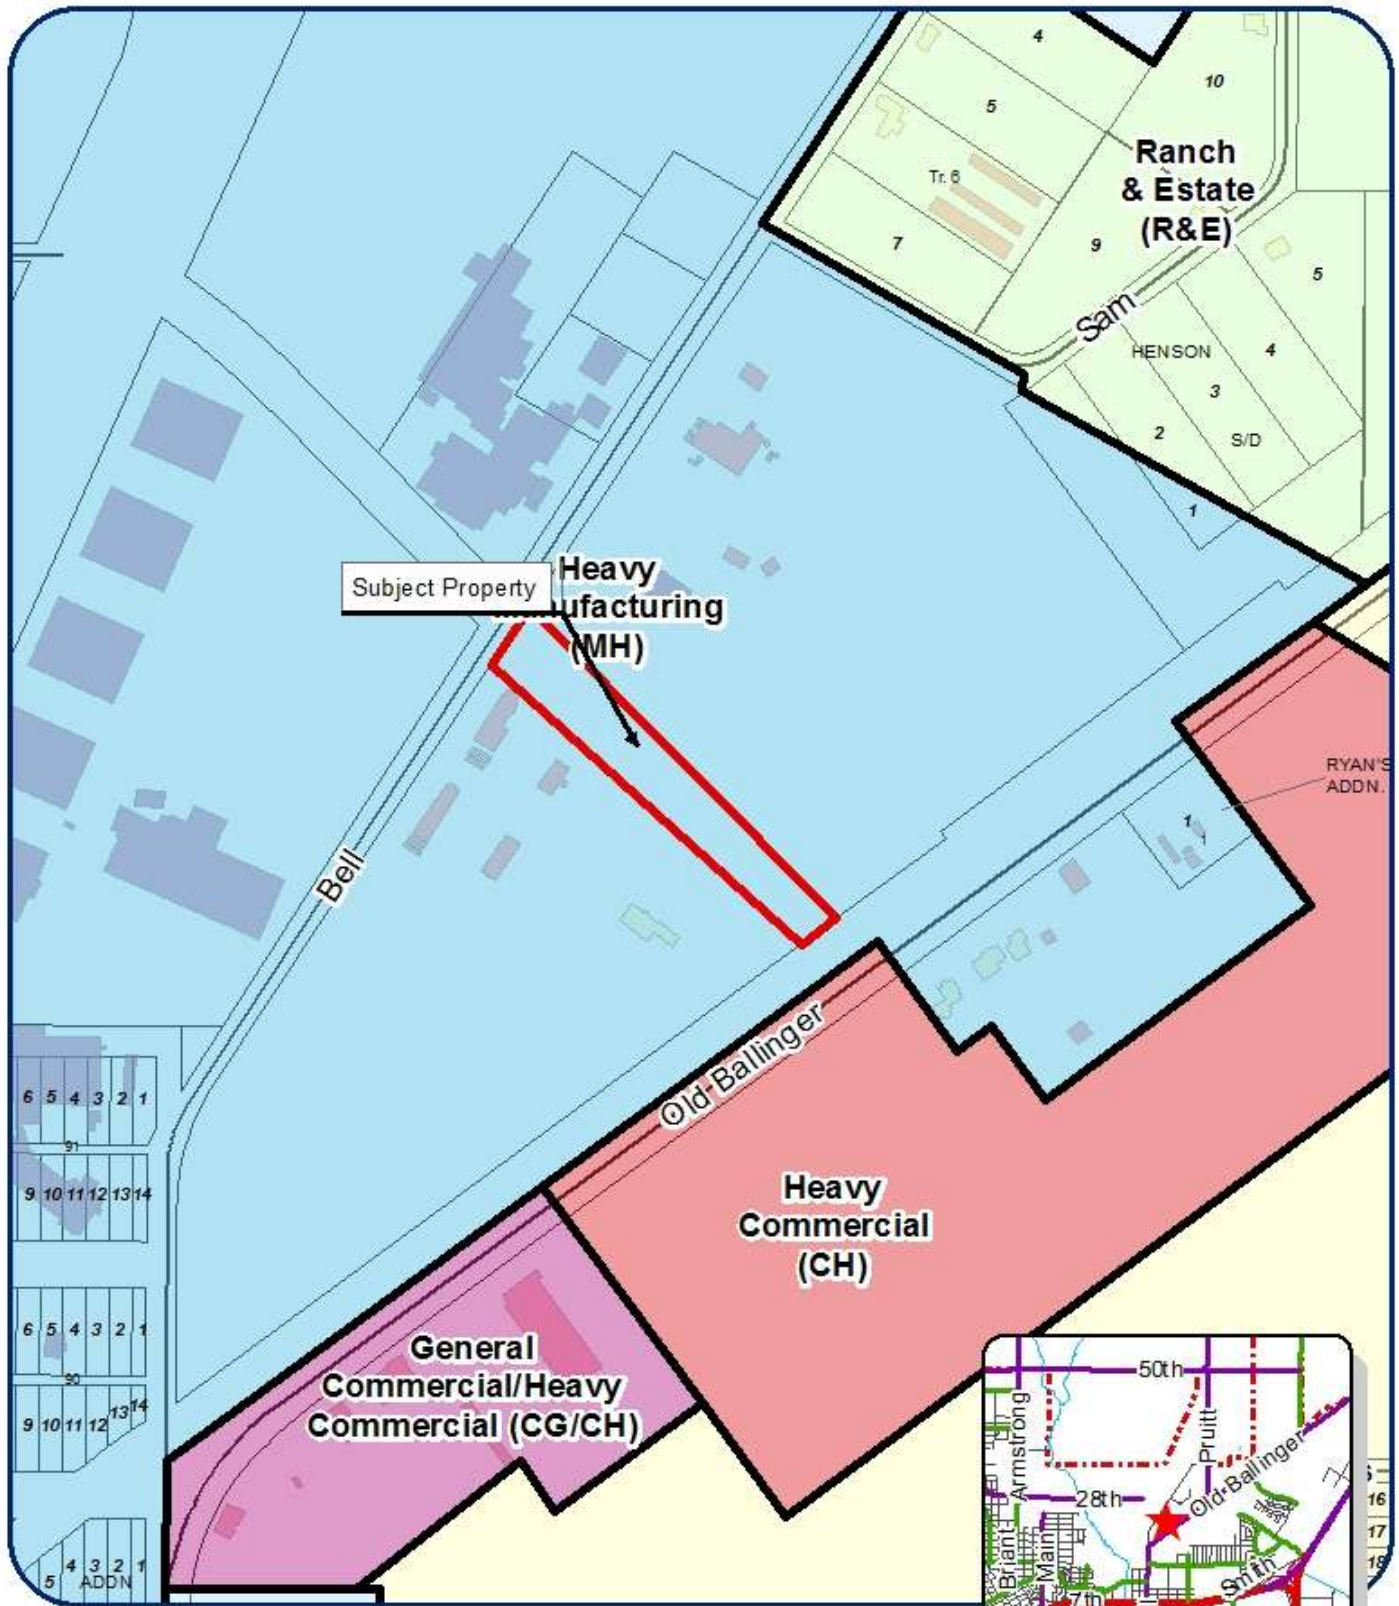 4
10
5
Ranch
& Estate
(R&E)
Tr. 6
7
9
5
Sam
HENSON
4
3
2
S/D
1
Heavy
Manufacturing
(MH)
Subject Property
RYAN'S
ADDN.
1
Bell
Old Ballinger
6 5 4 3 2 1
91
9 10 11 12 13 14
Heavy
Commercial
(CH)
6 5 4 3 2 1
90
9 10 11 12 13 14
General
Commercial/Heavy
Commercial (CG/CH)
5 4 3 2 1
ADDN
50th
Armstrong
Pruitt
Old Ballinger
28th
Briant
Main
Smith
7th
16
17
18